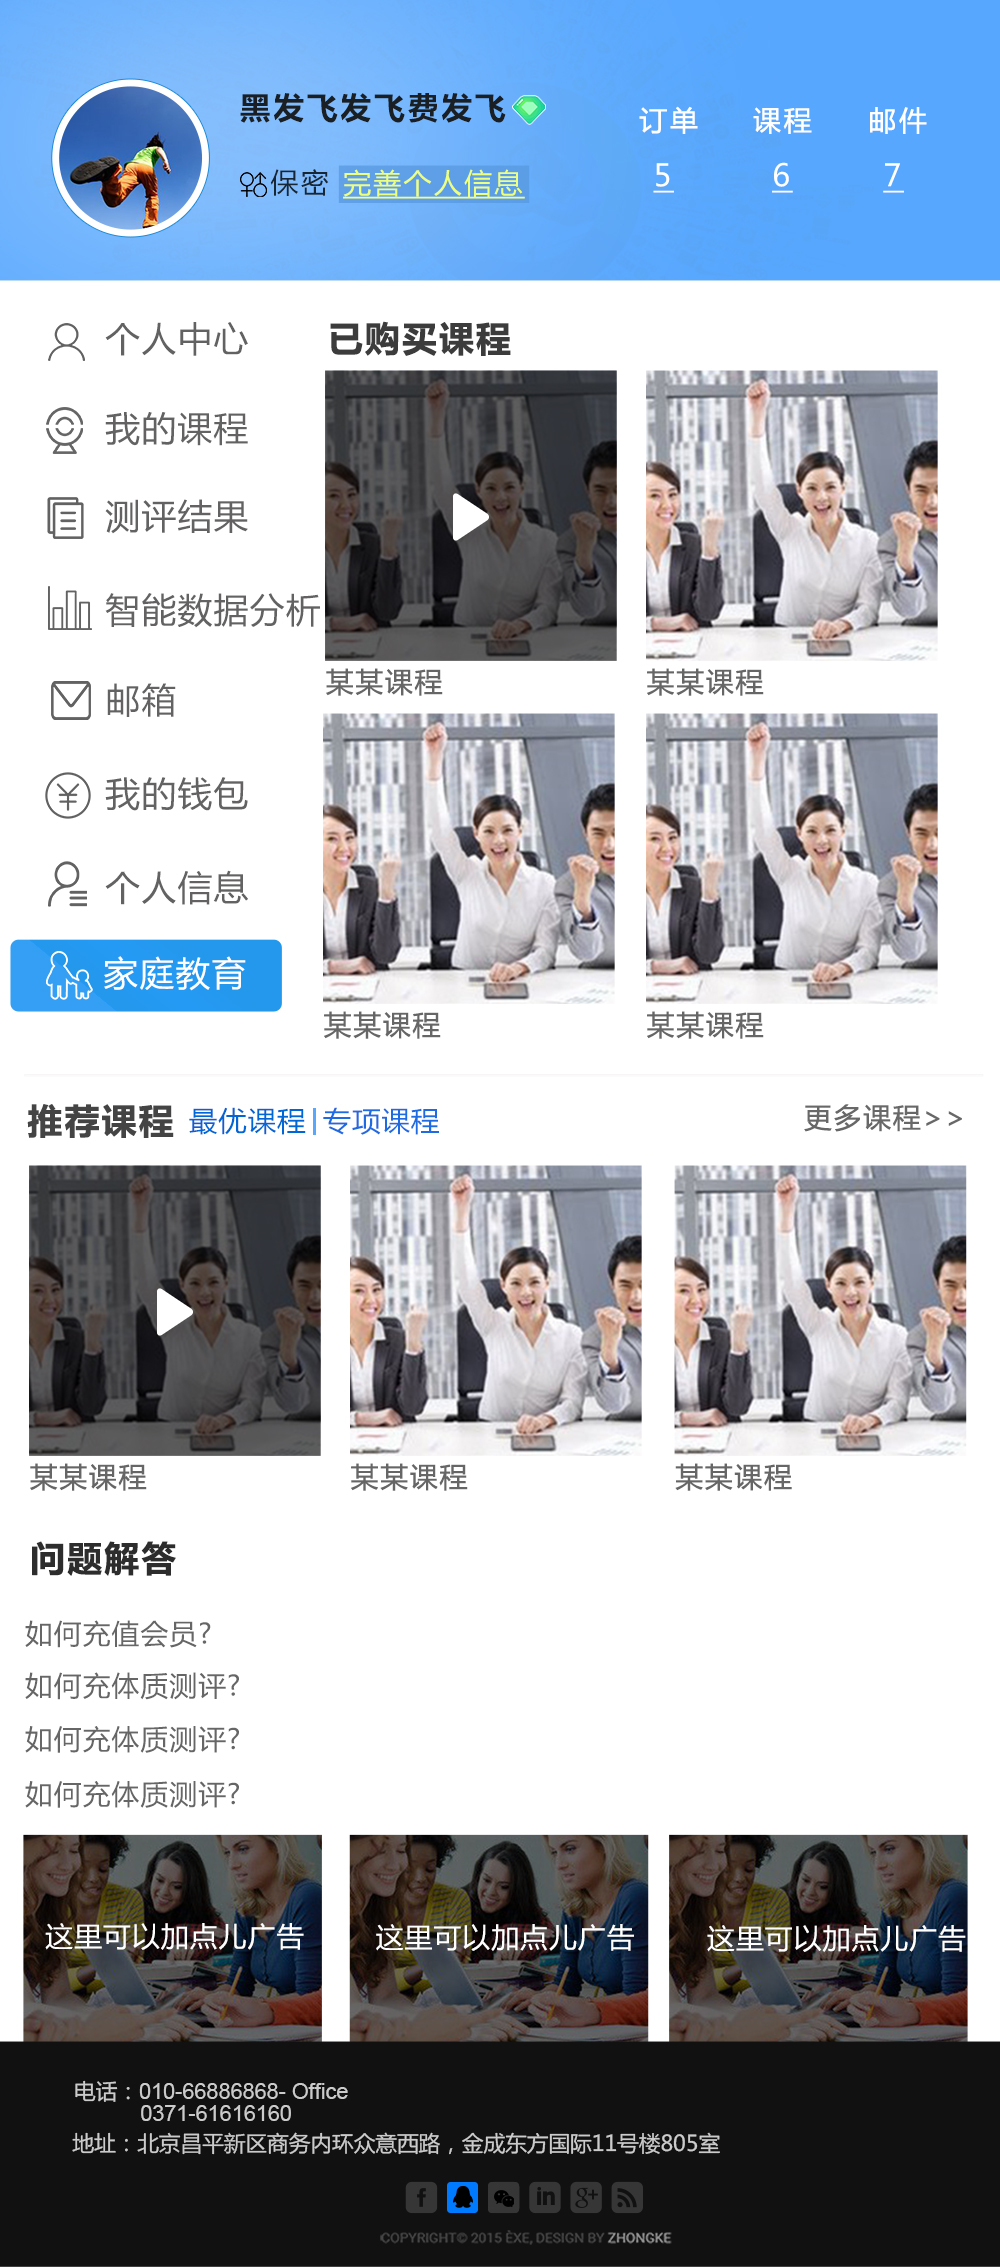 黑发飞发飞费发飞
保密 完善个人信息
订单 课程 邮件
5 6 7
个人中心
我的课程
测评结果
智能数据分析
邮箱
我的钱包
个人信息
家庭教育
已购买课程
某某课程 某某课程
某某课程 某某课程
推荐课程 最优课程|专项课程 更多课程>>
某某课程 某某课程 某某课程
问题解答
如何充值会员?
如何充体质测评?
如何充体质测评?
如何充体质测评?
这里可以加点儿广告 这里可以加点儿广告 这里可以加点儿广告
电话：010-66886868- Office
0371-61616160
地址：北京昌平新区商务内环众意西路，金成东方国际11号楼805室
COPYRIGHT© 2015 ÈXE, DESIGN BY ZHONGKE